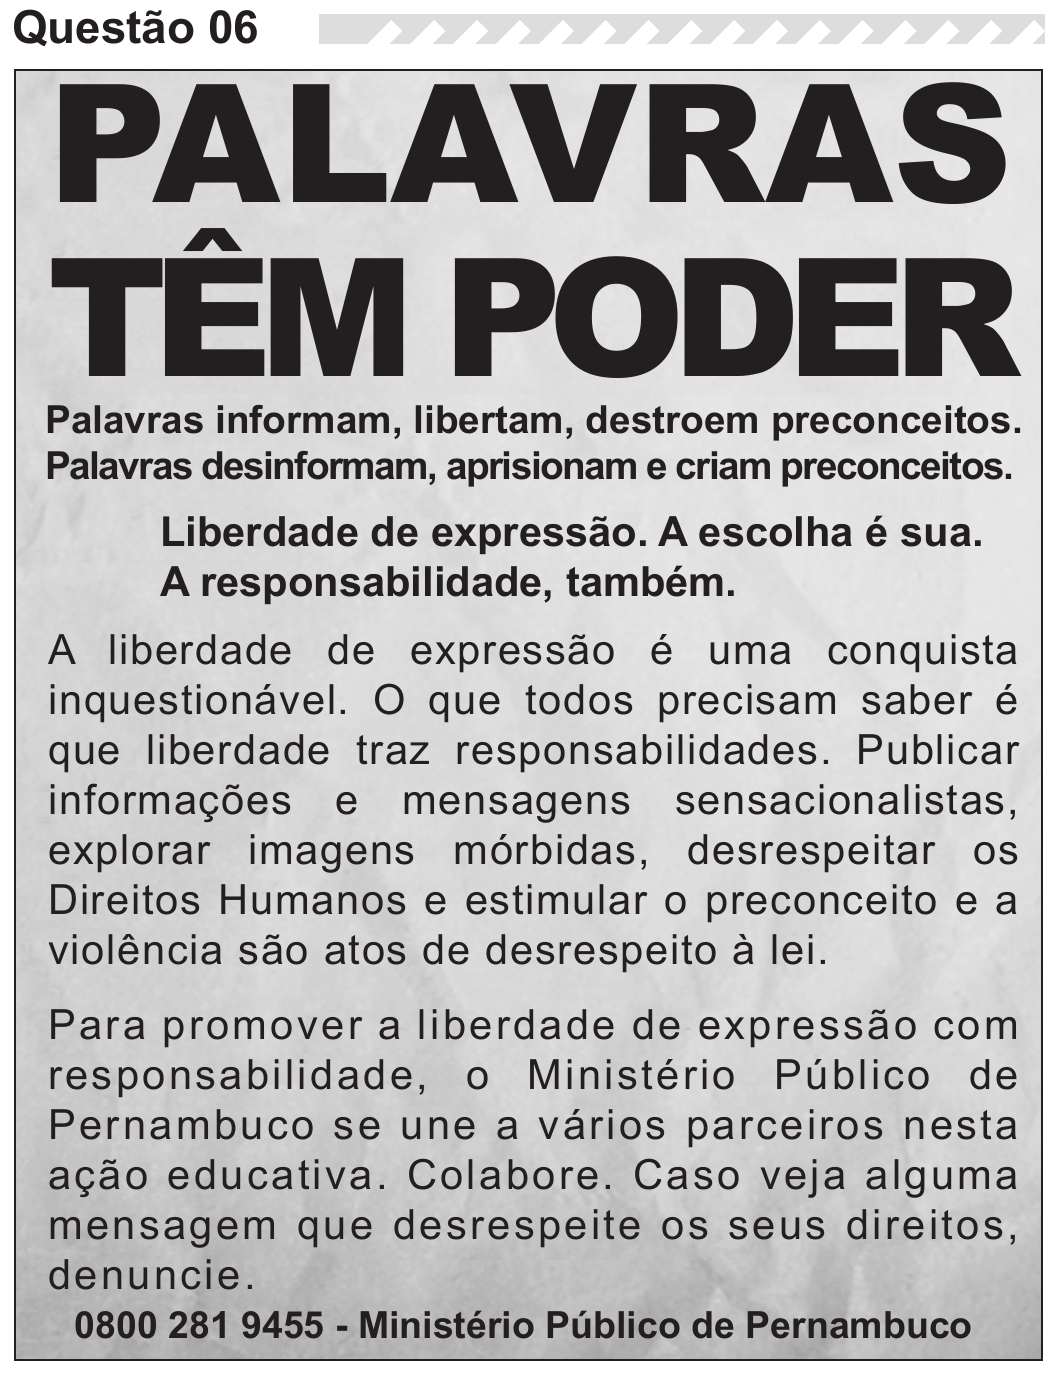 Questão 06
PALAVRAS
TÊM PODER
Palavras informam, libertam, destroem preconceitos.
Palavras desinformam, aprisionam e criam preconceitos.
Liberdade de expressão. A escolha é sua.
A responsabilidade, também.
A liberdade de expressão é uma conquista
inquestionável. O que todos precisam saber é
que liberdade traz responsabilidades. Publicar
informações e mensagens sensacionalistas,
explorar imagens mórbidas, desrespeitar os
Direitos Humanos e estimular o preconceito e a
violência são atos de desrespeito à lei.
Para promover a liberdade de expressão com
responsabilidade, o Ministério Público de
Pernambuco se une a vários parceiros nesta
ação educativa. Colabore. Caso veja alguma
mensagem que desrespeite os seus direitos,
denuncie.
0800 281 9455 - Ministério Público de Pernambuco